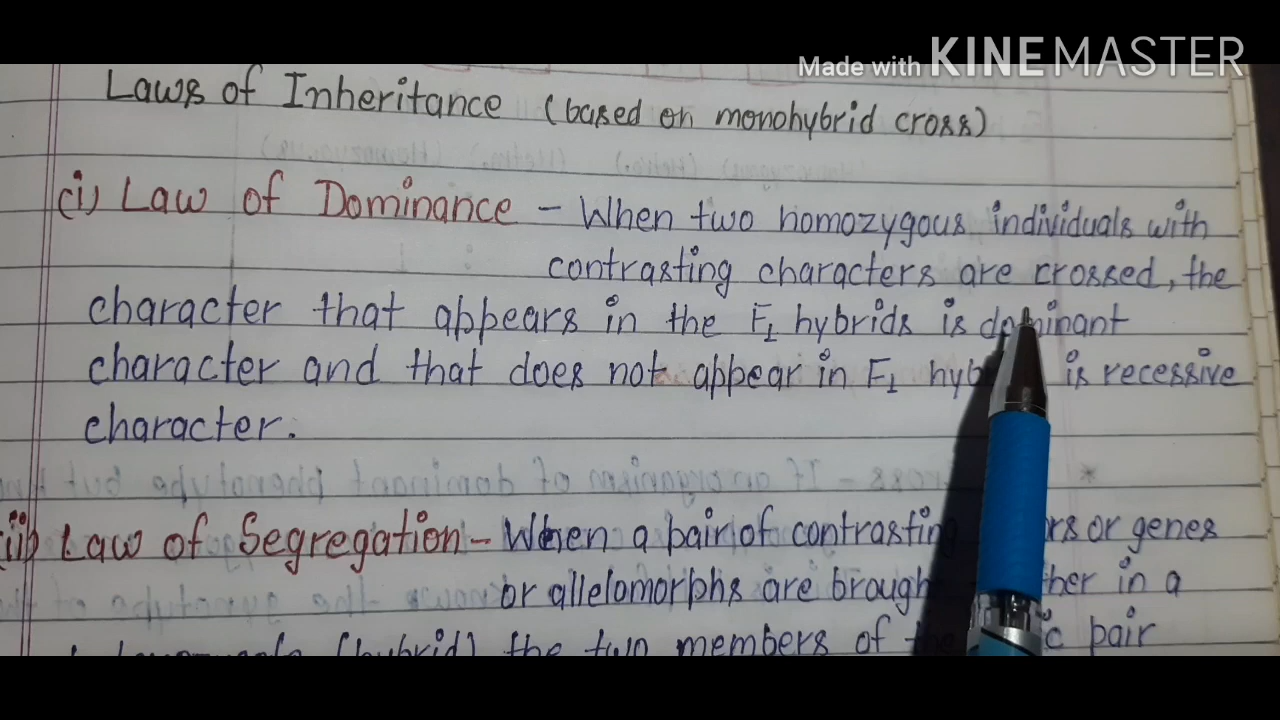 Made with KINEMASTER
Laws of Inheritance (based on monohybrid cross)
(i) Law of Dominance - When two homozygous individuals with
contrasting characters are crossed, the
character that appears in the F1 hybrids is dominant
character and that does not appear in F1 is recessive
character.
(ii) Law of Segregation - When a pair of contrasting or genes
or allelomorphs are in a
(hybrid) the two members of the pair